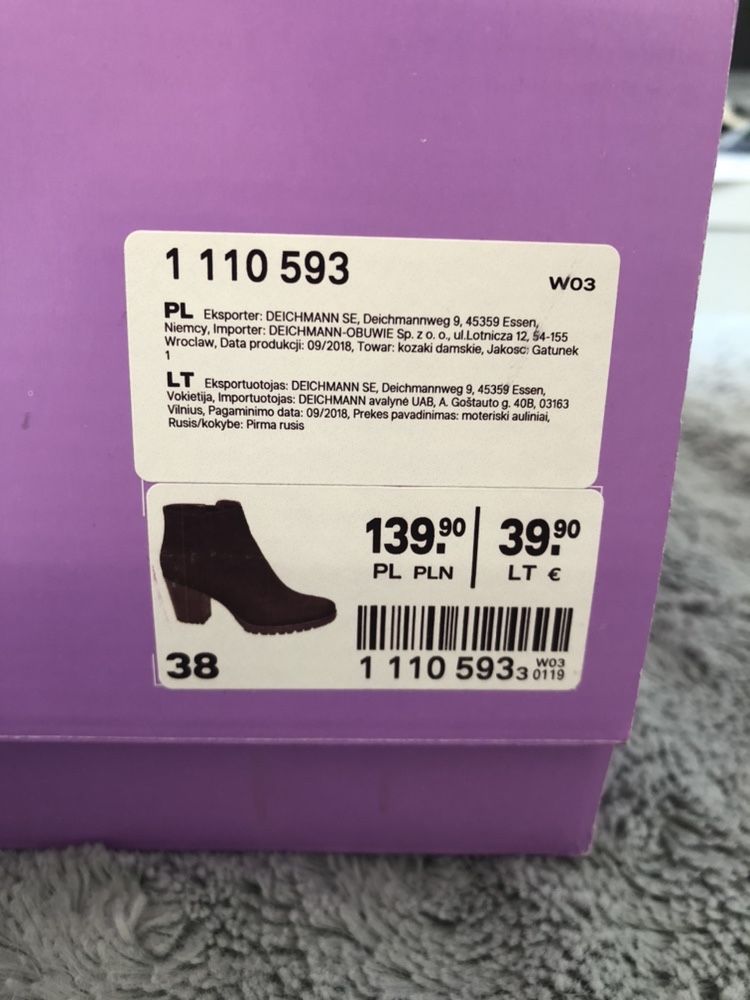 1 110 593
W03
PL Eksporter: DEICHMANN SE, Deichmannweg 9, 45359 Essen,
Niemcy, Importer: DEICHMANN-OBUWIE Sp. z o. o., ul.Lotnicza 12, 54-155
Wroclaw, Data produkcji: 09/2018, Towar: kozaki damskie, Jakosc: Gatunek
1
LT Eksportuotojas: DEICHMANN SE, Deichmannweg 9, 45359 Essen,
Vokietija, Importuotojas: DEICHMANN avalynė UAB, A. Goštauto g. 40B, 03163
Vilnius, Pagaminimo data: 09/2018, Prekes pavadinimas: moteriski auliniai,
Rusis/kokybe: Pirma rusis
139.90 39.90
PL PLN LT €
38
1 110 593 3 W03
0119